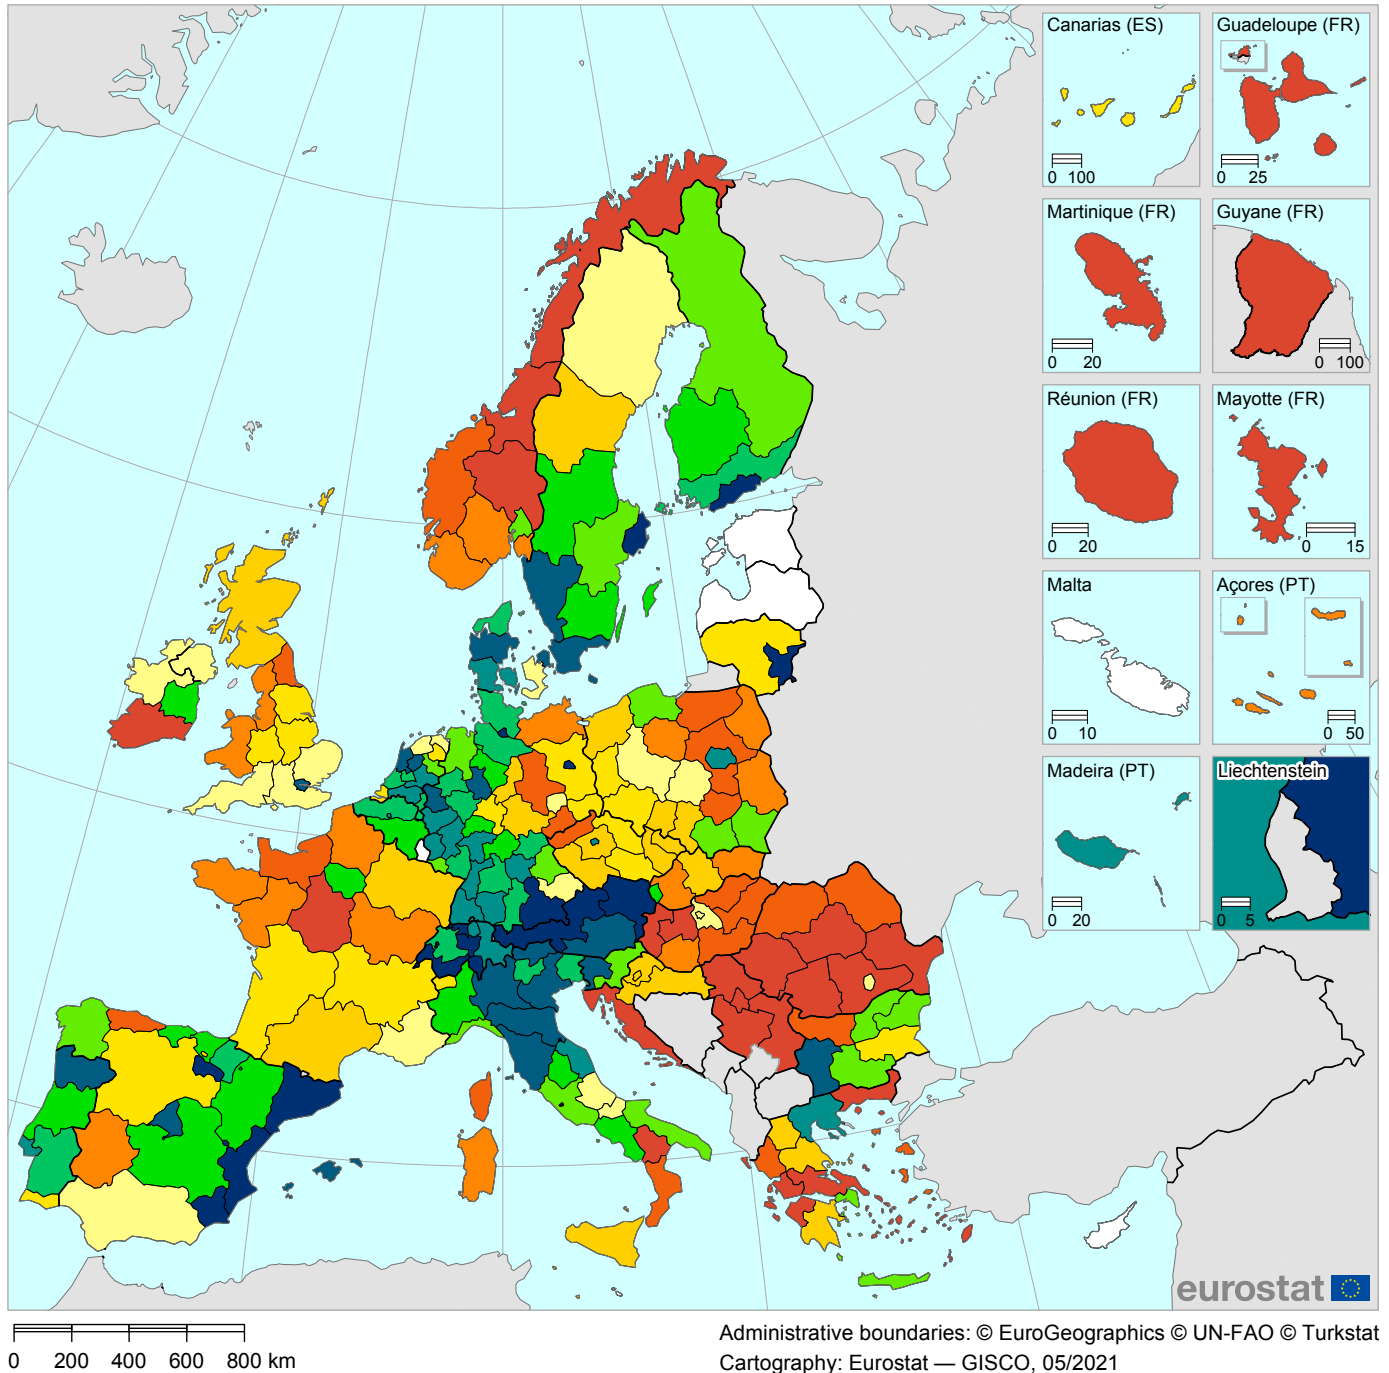 Canarias (ES)
0 100
Guadeloupe (FR)
0 25
Martinique (FR)
0 20
Guyane (FR)
0 100
Réunion (FR)
0 20
Mayotte (FR)
0 15
Malta
0 10
Açores (PT)
0 50
Madeira (PT)
0 20
Liechtenstein
0 5
eurostat
0 200 400 600 800 km
Administrative boundaries: © EuroGeographics © UN-FAO © Turkstat
Cartography: Eurostat — GISCO, 05/2021